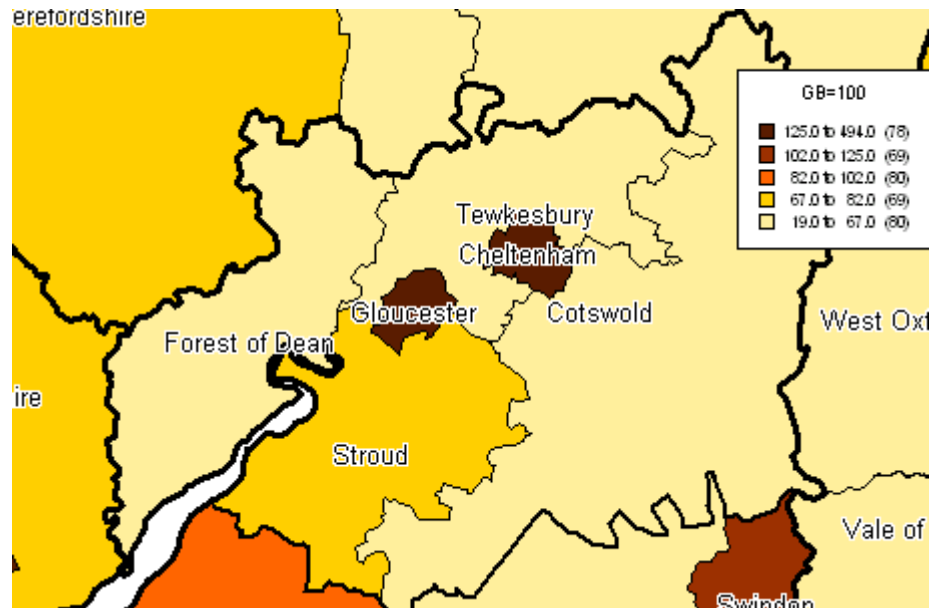 erefordshire
GB=100
125.0 to 494.0 (78)
102.0 to 125.0 (69)
82.0 to 102.0 (80)
67.0 to 82.0 (69)
19.0 to 67.0 (80)
Tewkesbury
Cheltenham
Gloucester
Cotswold
West Oxf
Forest of Dean
ire
Stroud
Vale of
Swindon